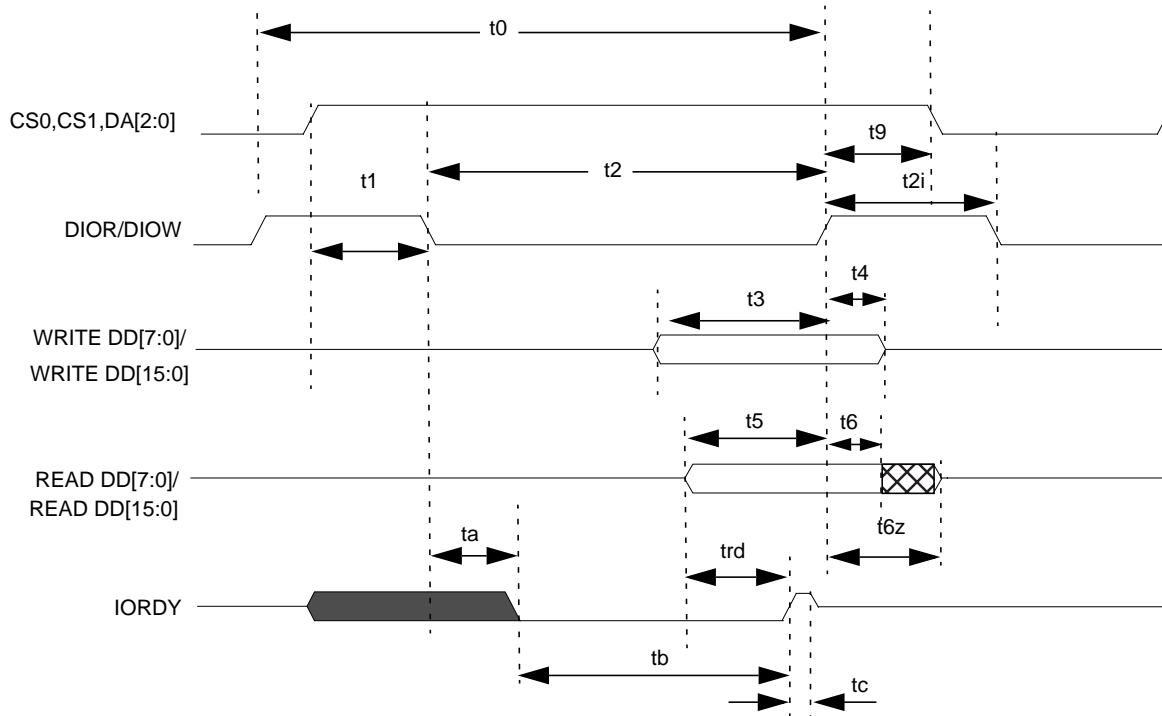 t0
CS0,CS1,DA[2:0]
t9
t1
t2
t2i
DIOR/DIOW
t4
t3
WRITE DD[7:0]/
WRITE DD[15:0]
t5
t6
READ DD[7:0]/
READ DD[15:0]
ta
trd
t6z
IORDY
tb
tc